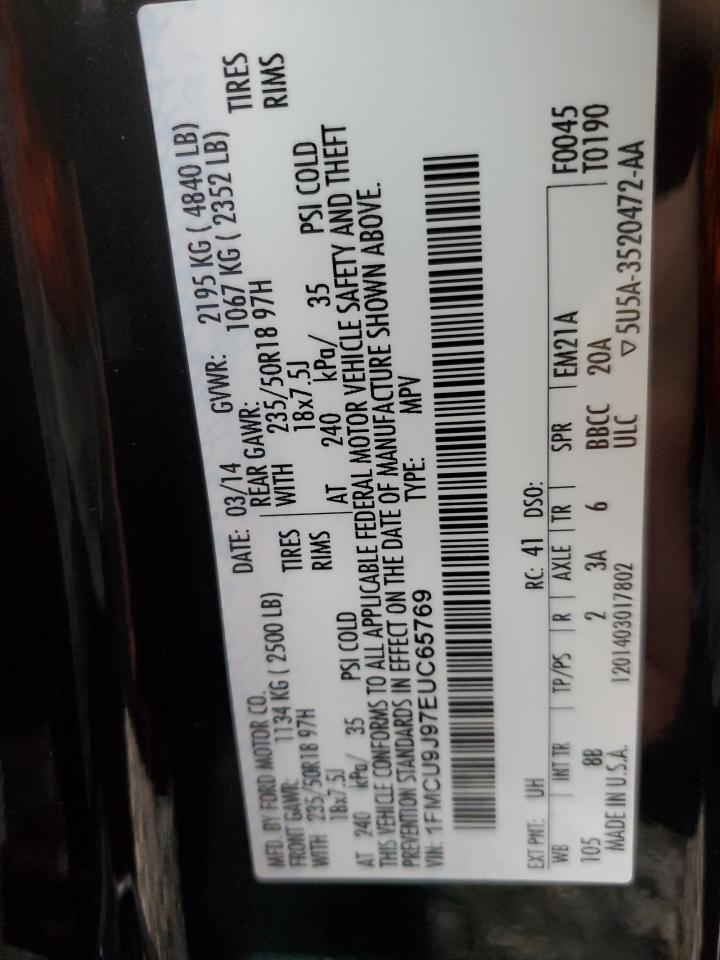 MFD. BY FORD MOTOR CO.
DATE: 03/14 GVWR: 2195 KG ( 4840 LB)
FRONT GAWR: 1134 KG ( 2500 LB) REAR GAWR: 1067 KG ( 2352 LB)
WITH 235/50R18 97H TIRES WITH 235/50R18 97H TIRES
18x7.5J RIMS 18x7.5J RIMS
AT 240 kPa/ 35 PSI COLD AT 240 kPa/ 35 PSI COLD
THIS VEHICLE CONFORMS TO ALL APPLICABLE FEDERAL MOTOR VEHICLE SAFETY AND THEFT
PREVENTION STANDARDS IN EFFECT ON THE DATE OF MANUFACTURE SHOWN ABOVE.
VIN: 1FMCU9J97EUC65769 TYPE: MPV
EXT PNT: UH RC: 41 DSO:
WB INT TR TP/PS R AXLE TR SPR EM21A F0045
105 8B 2 3A 6 BBCC 20A T0190
MADE IN U.S.A. 1201403017802 ULC ▽5U5A-3520472-AA